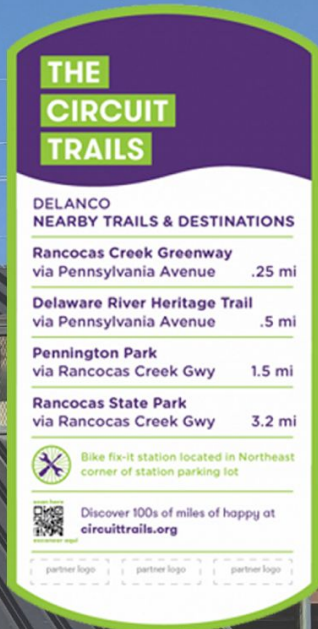 THE
CIRCUIT
TRAILS
DELANCO
NEARBY TRAILS & DESTINATIONS
Rancocas Creek Greenway
via Pennsylvania Avenue .25 mi
Delaware River Heritage Trail
via Pennsylvania Avenue .5 mi
Pennington Park
via Rancocas Creek Gwy 1.5 mi
Rancocas State Park
via Rancocas Creek Gwy 3.2 mi
Bike fix-it station located in Northeast
corner of station parking lot
scan here
Discover 100s of miles of happy at
circuittrails.org
escanear aquí
partner logo partner logo partner logo